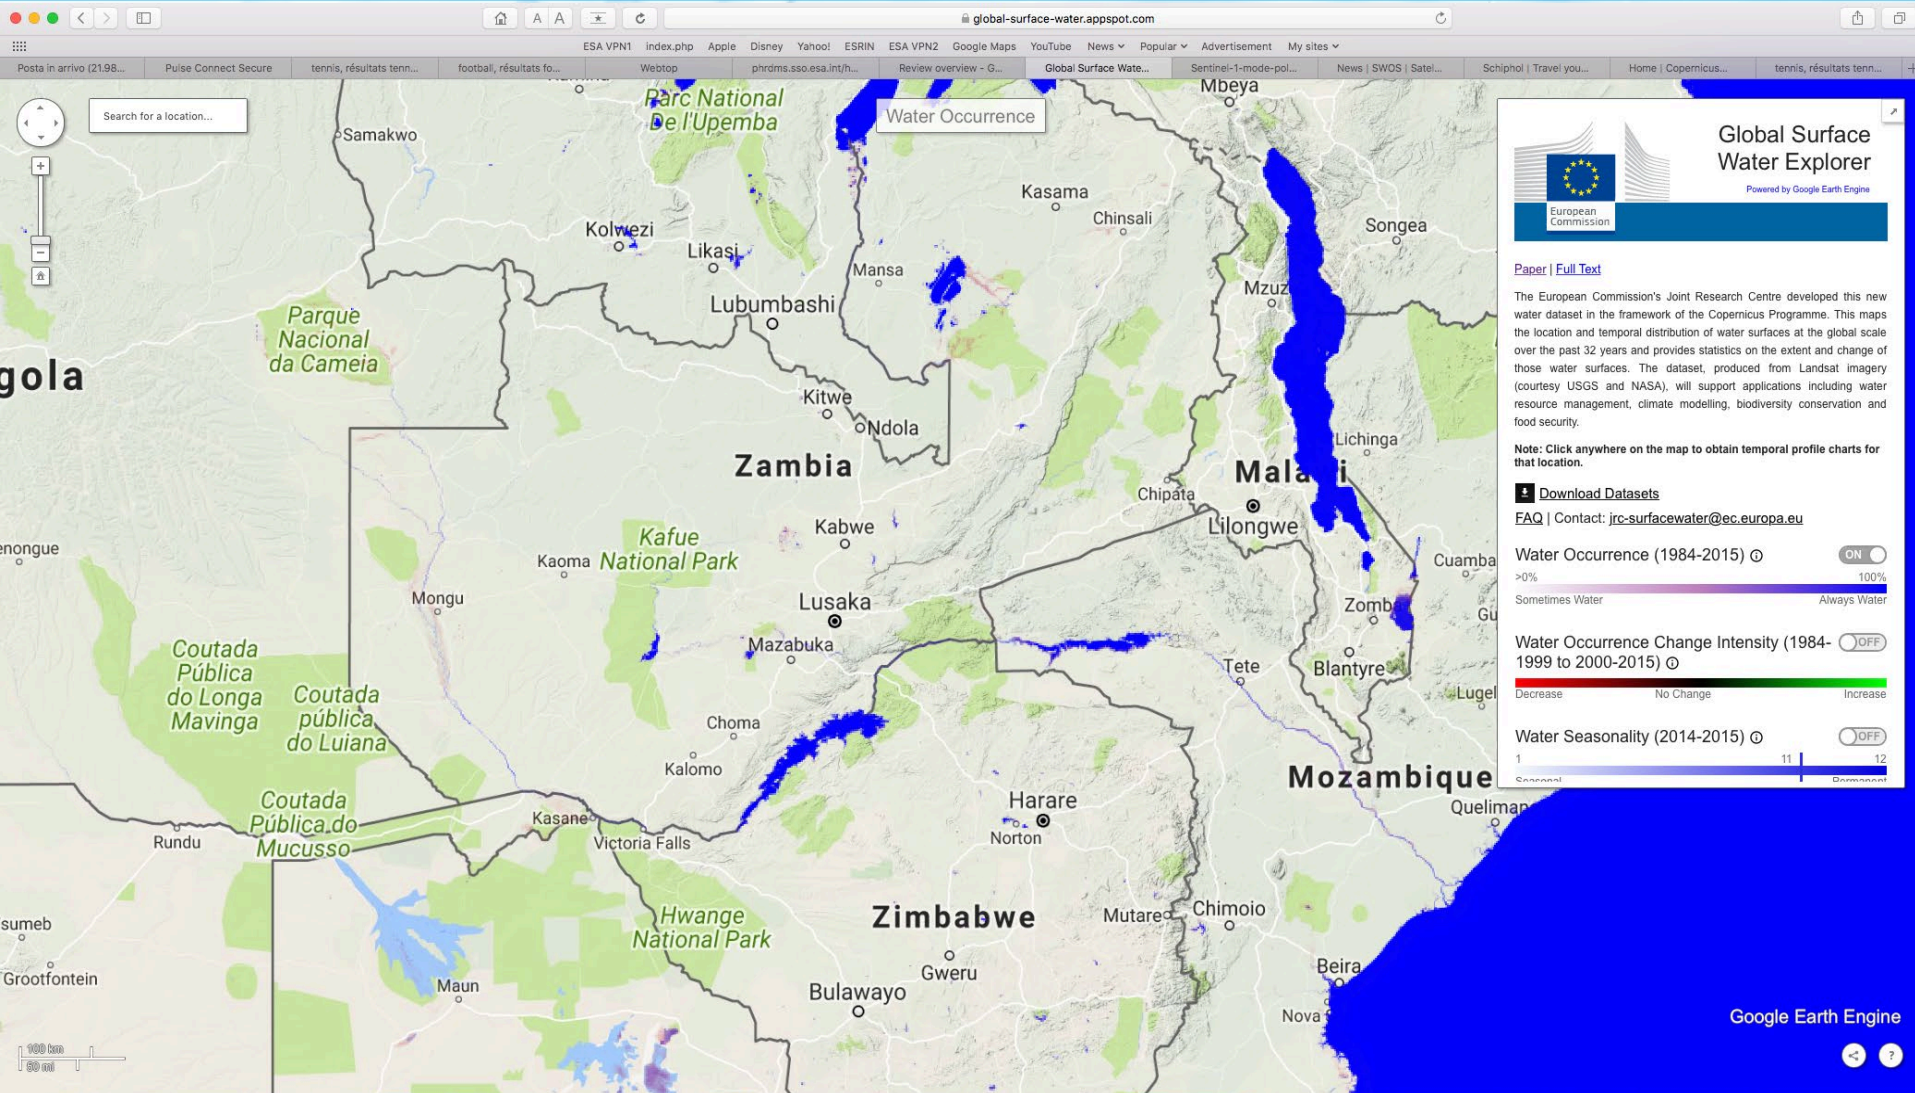 global-surface-water.appspot.com
ESA VPN1 index.php Apple Disney Yahoo! ESRIN ESA VPN2 Google Maps YouTube News Popular Advertisement My sites
Posta in arrivo (21.98... Pulse Connect Secure tennis, résultats tenn... football, résultats fo... Webtop phrdms.sso.esa.int/h... Review overview - G... Global Surface Wate... Sentinel-1-mode-pol... News | SWOS | Satel... Schiphol | Travel you... Home | Copernicus... tennis, résultats tenn...
Search for a location...
Water Occurrence
Parc National
De l'Upemba
Mbeya
Samakwo
Kasama
Chinsali
Songea
Kolwezi
Likasi
Mansa
Mzuz
Lubumbashi
Parque
Nacional
da Cameia
gola
Kitwe
Ndola
Lichinga
Zambia
Mala i
Chipata
Lilongwe
Kabwe
Kafue
National Park
Kaoma
enongue
Cuamba
Mongu
Lusaka
Zomba
Gu
Mazabuka
Coutada
Pública
do Longa
Mavinga
Tete
Blantyre
Coutada
pública
do Luiana
Lugel
Choma
Kalomo
Mozambique
Coutada
Pública do
Mucusso
Harare
Norton
Queliman
Kasane
Victoria Falls
Rundu
Hwange
National Park
Zimbabwe
Mutare
Chimoio
sumeb
Grootfontein
Gweru
Beira
Maun
Bulawayo
Nova
100 km
50 mi
Google Earth Engine
Global Surface
Water Explorer
Powered by Google Earth Engine
European
Commission
Paper | Full Text
The European Commission's Joint Research Centre developed this new
water dataset in the framework of the Copernicus Programme. This maps
the location and temporal distribution of water surfaces at the global scale
over the past 32 years and provides statistics on the extent and change of
those water surfaces. The dataset, produced from Landsat imagery
(courtesy USGS and NASA), will support applications including water
resource management, climate modelling, biodiversity conservation and
food security.
Note: Click anywhere on the map to obtain temporal profile charts for
that location.
Download Datasets
FAQ | Contact: jrc-surfacewater@ec.europa.eu
Water Occurrence (1984-2015) ON
>0% 100%
Sometimes Water Always Water
Water Occurrence Change Intensity (1984- OFF
1999 to 2000-2015)
Decrease No Change Increase
Water Seasonality (2014-2015) OFF
1 11 12
Seasonal Permanent